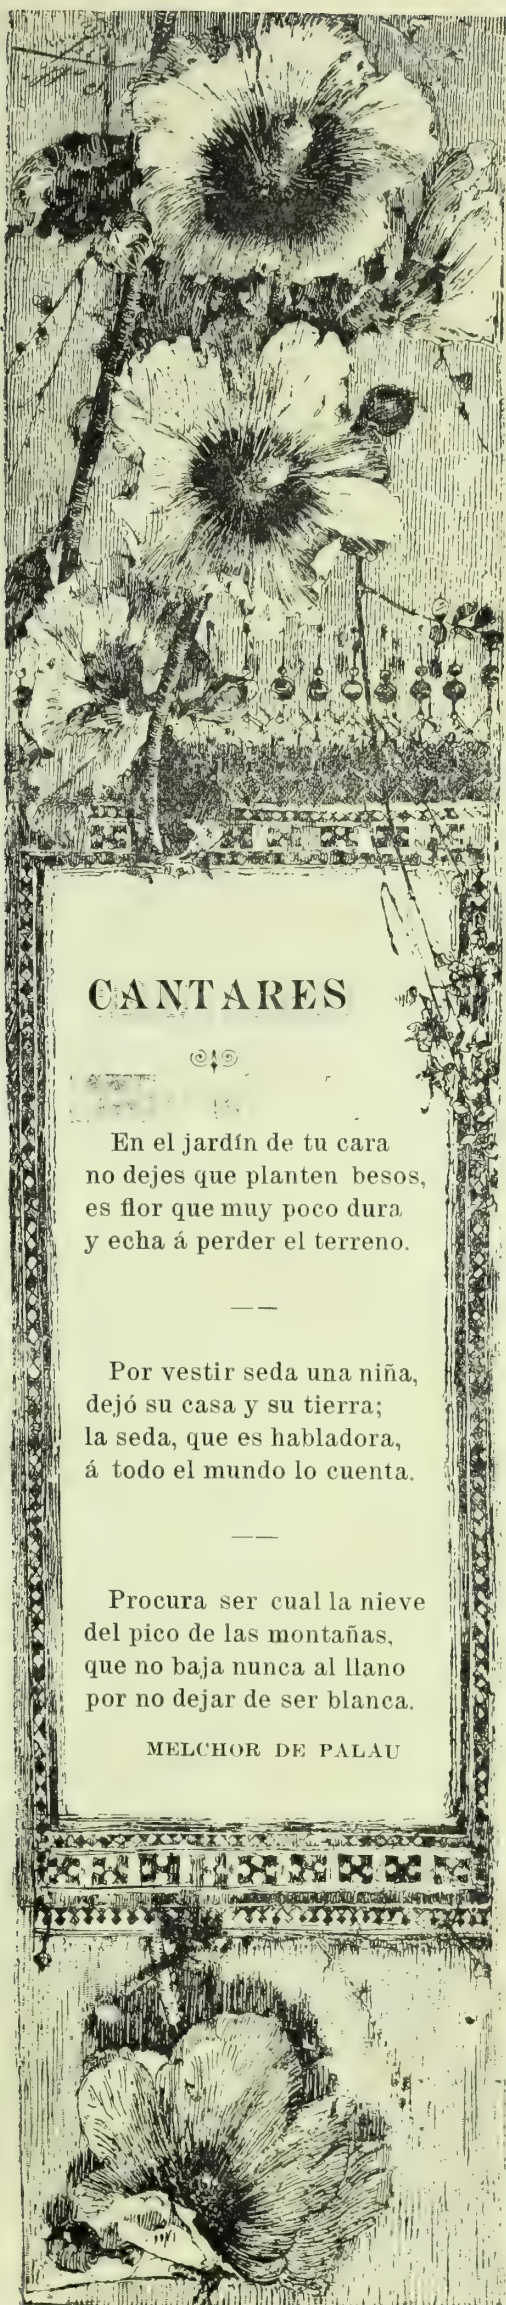 CANTARES
En el jardín de tu cara
no dejes que planten besos,
es flor que muy poco dura
y echa á perder el terreno.
Por vestir seda una niña,
dejó su casa y su tierra;
la seda, que es habladora,
á todo el mundo lo cuenta.
Procura ser cual la nieve
del pico de las montañas,
que no baja nunca al llano
por no dejar de ser blanca.
MELCHOR DE PALAU